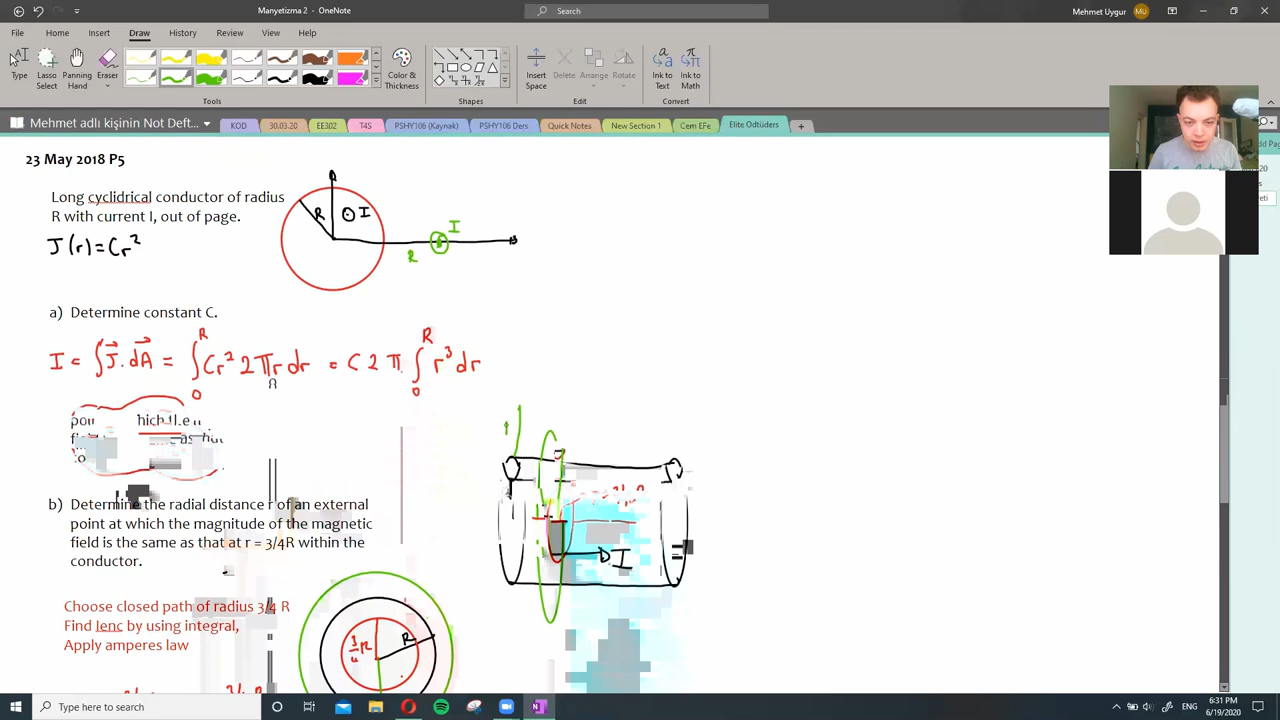 Manyetizma 2 - OneNote
Search
Mehmet Uygur
MU
File Home Insert Draw History Review View Help
Type
Lasso Select
Panning Hand
Eraser
Color & Thickness
Insert Space
Delete
Arrange
Rotate
Ink to Text
Ink to Math
Tools
Shapes
Edit
Convert
Mehmet adlı kişinin Not Deft...
KOD
30.03.20
EE302
T4S
PSHY106 (Kaynak)
PSHY106 Ders
Quick Notes
New Section 1
Cem EFe
Elite Odtüders
23 May 2018 P5
Long cyclidrical conductor of radius
R with current I, out of page.
J(r) = Cr²
R
I
I
R
a) Determine constant C.
I = ∫J.dA = ∫₀ᴿ Cr² 2πr dr = C 2π ∫₀ᴿ r³ dr
b) Determine the radial distance r of an external
point at which the magnitude of the magnetic
field is the same as that at r = 3/4R within the
conductor.
I
Choose closed path of radius 3/4 R
Find Ienc by using integral,
Apply amperes law
3/4 R
R
Type here to search
6:31 PM
6/19/2020